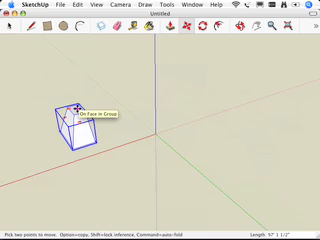 SketchUp File Edit View Camera Draw Tools Window Help
Untitled
On Face in Group
Pick two points to move. Option=copy, Shift=lock inference, Command=auto-fold Length 57' 1 1/2"